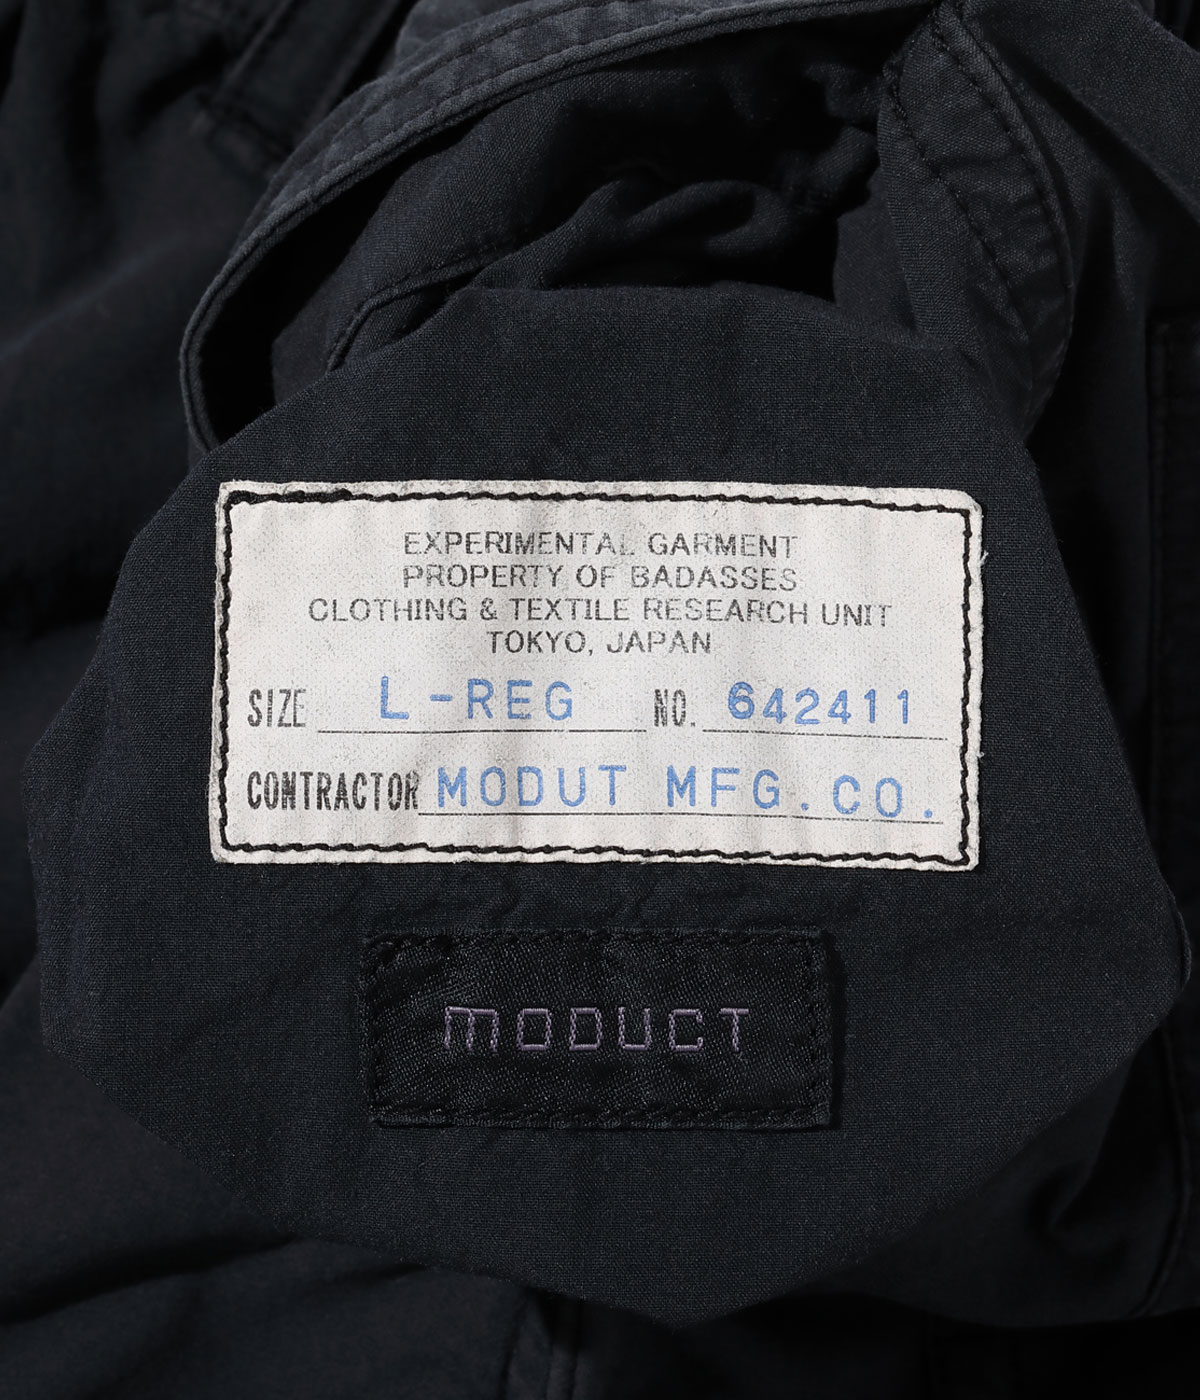 EXPERIMENTAL GARMENT
PROPERTY OF BADASSES
CLOTHING & TEXTILE RESEARCH UNIT
TOKYO, JAPAN
SIZE L-REG NO. 642411
CONTRACTOR MODUT MFG.CO.
MODUCT